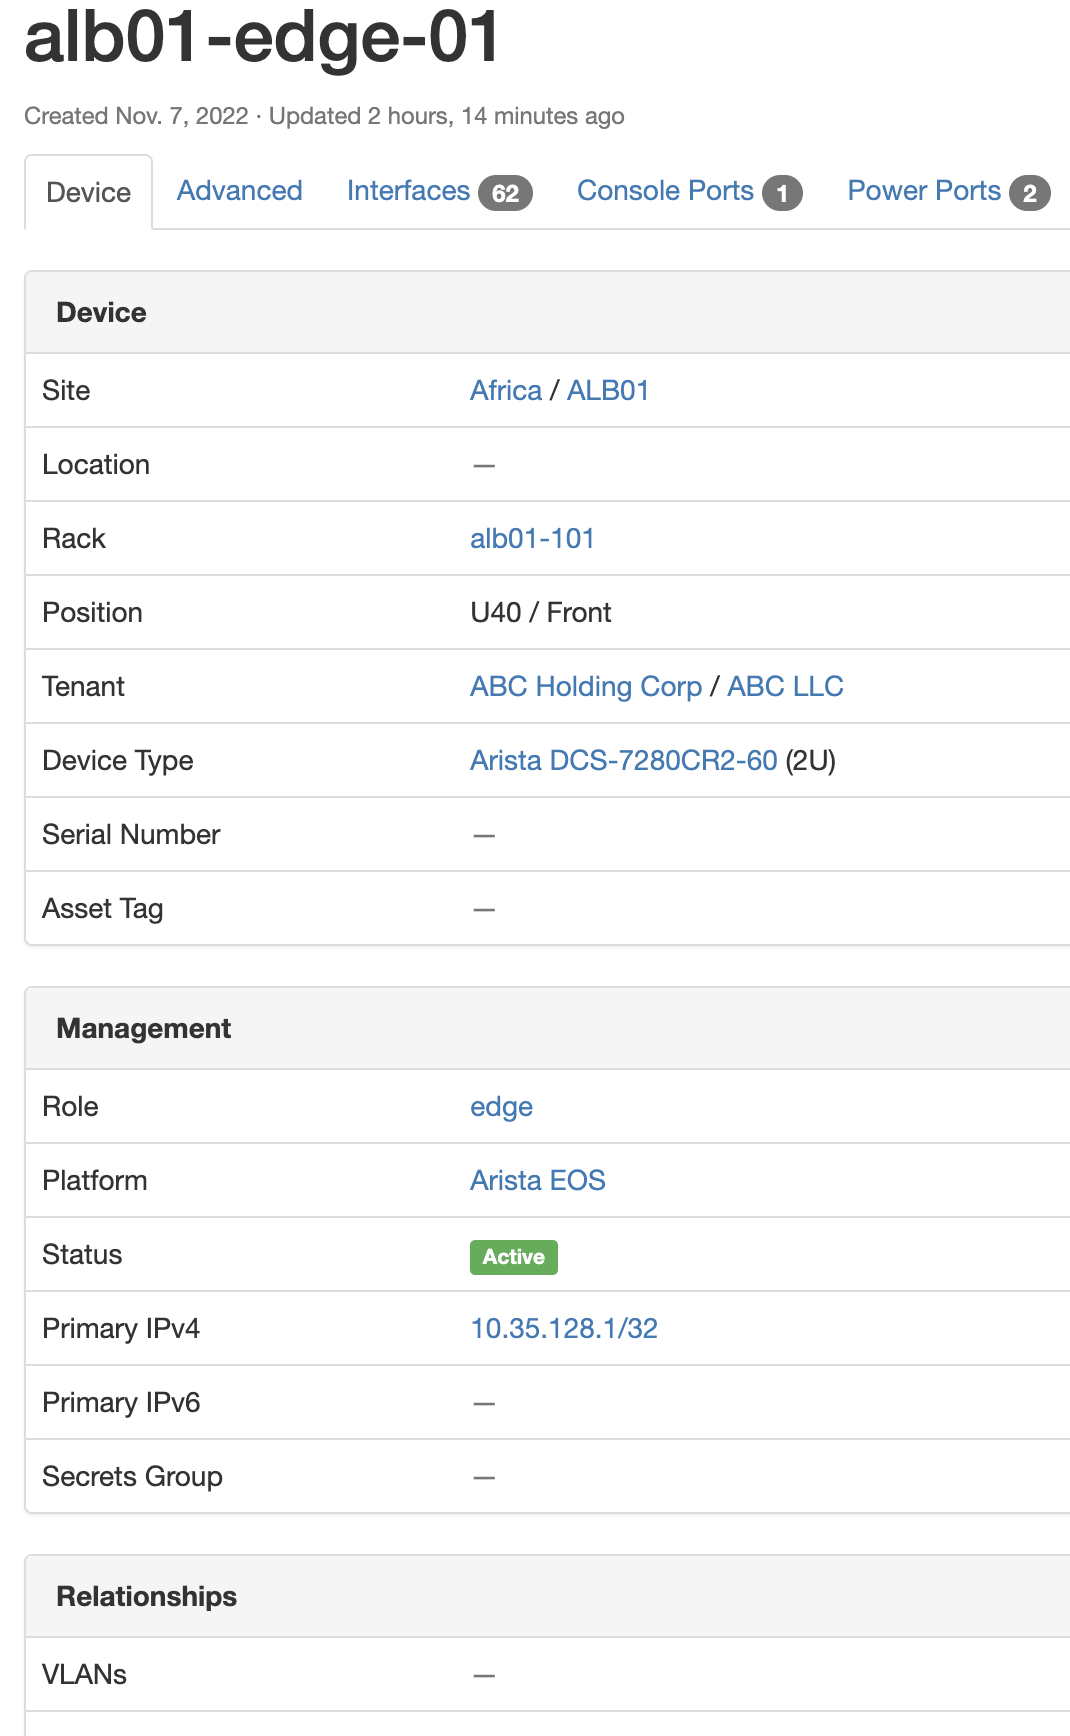 alb01-edge-01
Created Nov. 7, 2022 · Updated 2 hours, 14 minutes ago
Device Advanced Interfaces 62 Console Ports 1 Power Ports 2
Device
Site Africa / ALB01
Location —
Rack alb01-101
Position U40 / Front
Tenant ABC Holding Corp / ABC LLC
Device Type Arista DCS-7280CR2-60 (2U)
Serial Number —
Asset Tag —
Management
Role edge
Platform Arista EOS
Status Active
Primary IPv4 10.35.128.1/32
Primary IPv6 —
Secrets Group —
Relationships
VLANs —